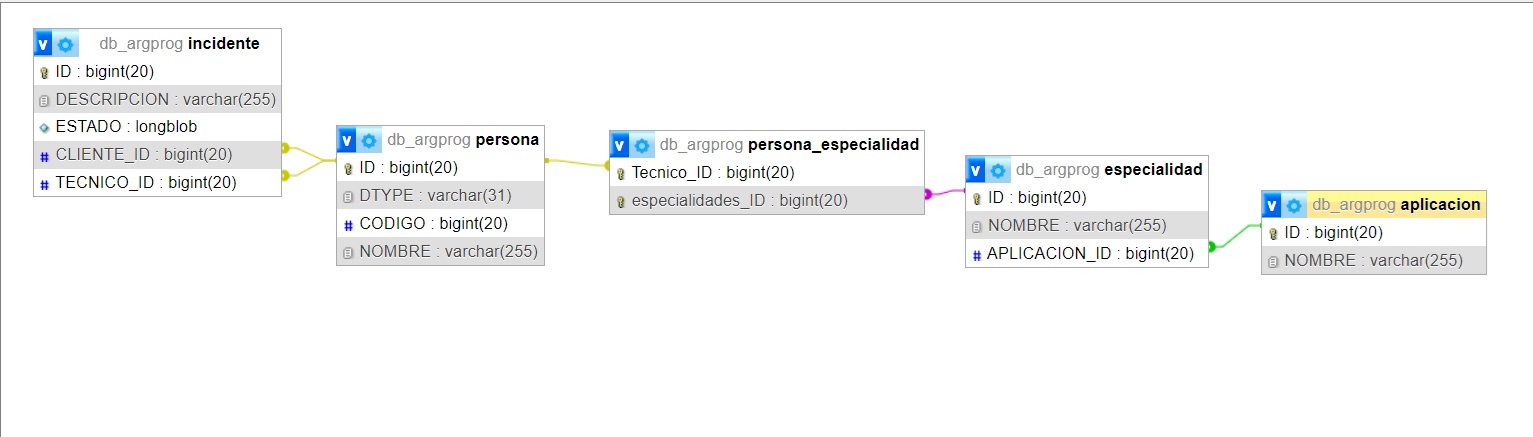 v db_argprog incidente
ID : bigint(20)
DESCRIPCION : varchar(255)
ESTADO : longblob
# CLIENTE_ID : bigint(20)
# TECNICO_ID : bigint(20)
v db_argprog persona
ID : bigint(20)
DTYPE : varchar(31)
# CODIGO : bigint(20)
NOMBRE : varchar(255)
v db_argprog persona_especialidad
Tecnico_ID : bigint(20)
especialidades_ID : bigint(20)
v db_argprog especialidad
ID : bigint(20)
NOMBRE : varchar(255)
# APLICACION_ID : bigint(20)
v db_argprog aplicacion
ID : bigint(20)
NOMBRE : varchar(255)